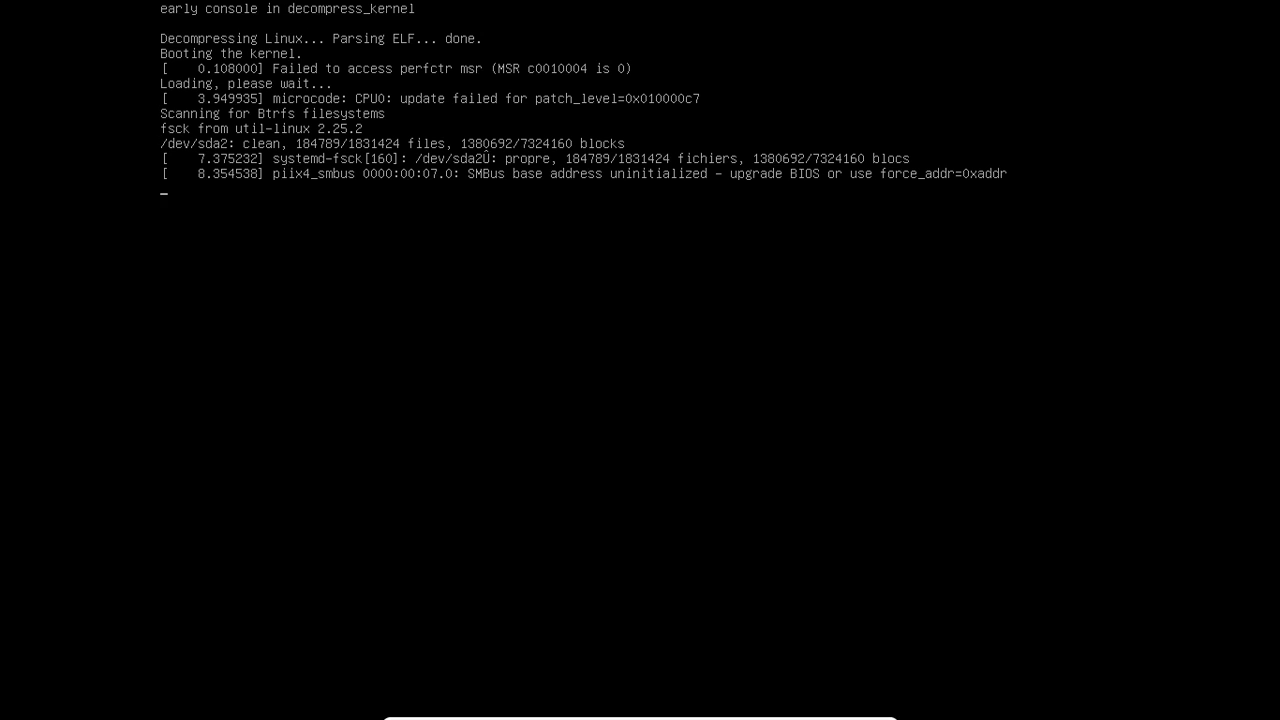 early console in decompress_kernel
Decompressing Linux... Parsing ELF... done.
Booting the kernel.
[    0.108000] Failed to access perfctr msr (MSR c0010004 is 0)
Loading, please wait...
[    3.949935] microcode: CPU0: update failed for patch_level=0x010000c7
Scanning for Btrfs filesystems
fsck from util-linux 2.25.2
/dev/sda2: clean, 184789/1831424 files, 1380692/7324160 blocks
[    7.375232] systemd-fsck[160]: /dev/sda2Û: propre, 184789/1831424 fichiers, 1380692/7324160 blocs
[    8.354538] piix4_smbus 0000:00:07.0: SMBus base address uninitialized - upgrade BIOS or use force_addr=0xaddr